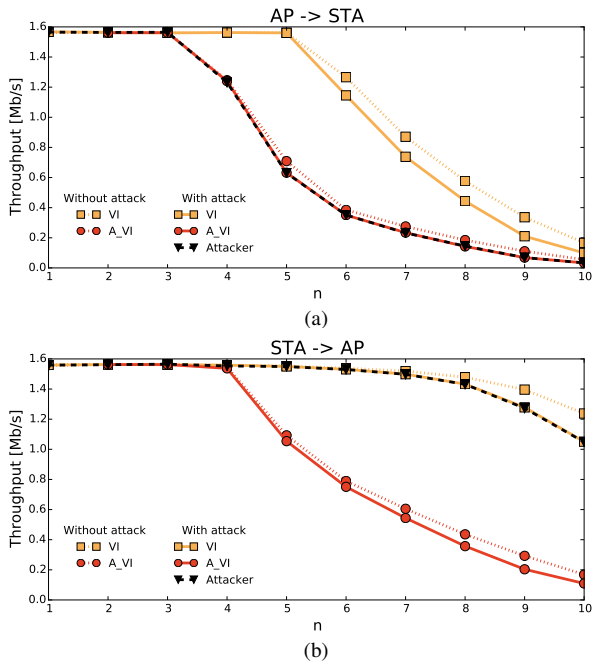 AP -> STA
1.6
1.4
1.2
1.0
0.8
0.6
0.4
0.2
0.0
Throughput [Mb/s]
Without attack With attack
VI VI
A_VI A_VI
Attacker
1 2 3 4 5 6 7 8 9 10
n
(a)
STA -> AP
1.6
1.4
1.2
1.0
0.8
0.6
0.4
0.2
0.0
Throughput [Mb/s]
Without attack With attack
VI VI
A_VI A_VI
Attacker
1 2 3 4 5 6 7 8 9 10
n
(b)